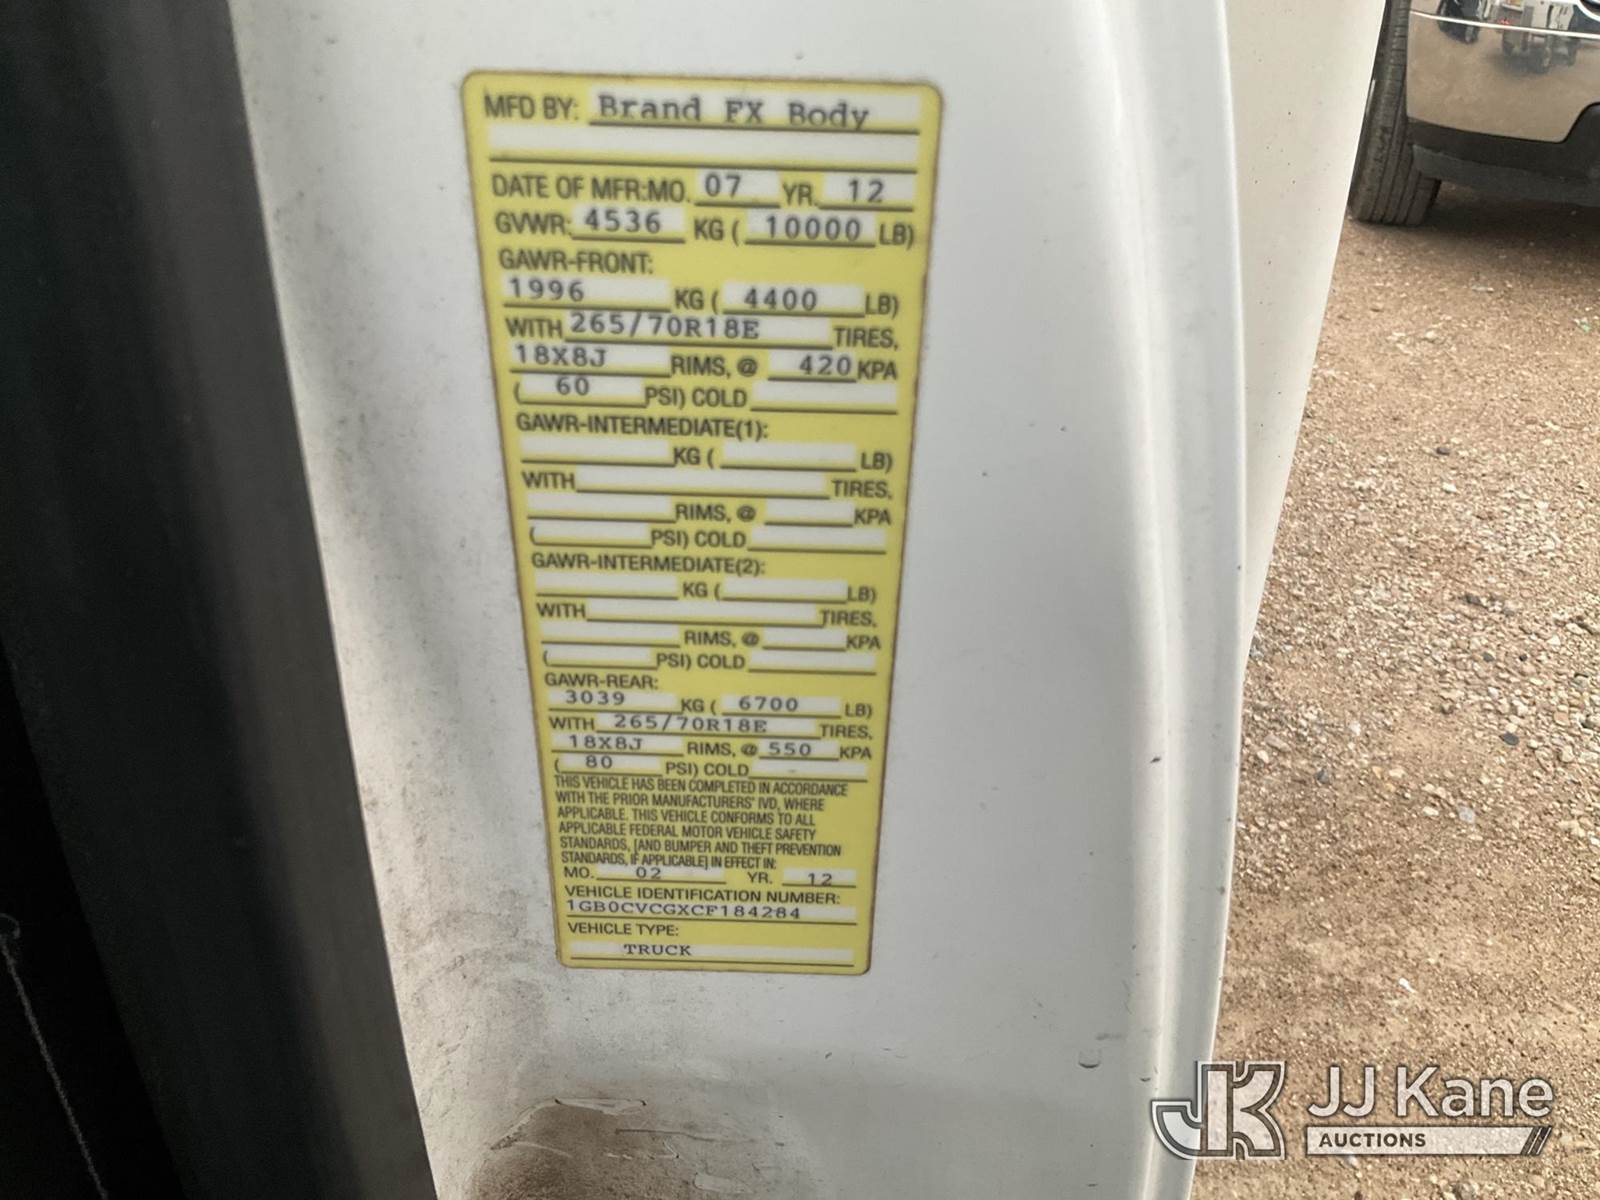 MFD BY: Brand FX Body
DATE OF MFR:MO. 07 YR. 12
GVWR: 4536 KG ( 10000 LB)
GAWR-FRONT:
1996 KG ( 4400 LB)
WITH 265/70R18E TIRES,
18X8J RIMS, @ 420 KPA
( 60 PSI) COLD
GAWR-INTERMEDIATE(1):
KG ( LB)
WITH TIRES,
RIMS, @ KPA
( PSI) COLD
GAWR-INTERMEDIATE(2):
KG ( LB)
WITH TIRES,
RIMS, @ KPA
( PSI) COLD
GAWR-REAR:
3039 KG ( 6700 LB)
WITH 265/70R18E TIRES,
18X8J RIMS, @ 550 KPA
( 80 PSI) COLD
THIS VEHICLE HAS BEEN COMPLETED IN ACCORDANCE
WITH THE PRIOR MANUFACTURERS' IVD, WHERE
APPLICABLE. THIS VEHICLE CONFORMS TO ALL
APPLICABLE FEDERAL MOTOR VEHICLE SAFETY
STANDARDS, [AND BUMPER AND THEFT PREVENTION
STANDARDS, IF APPLICABLE] IN EFFECT IN:
MO. 02 YR. 12
VEHICLE IDENTIFICATION NUMBER:
1GB0CVCGXCF184284
VEHICLE TYPE:
TRUCK
JK JJ Kane
AUCTIONS